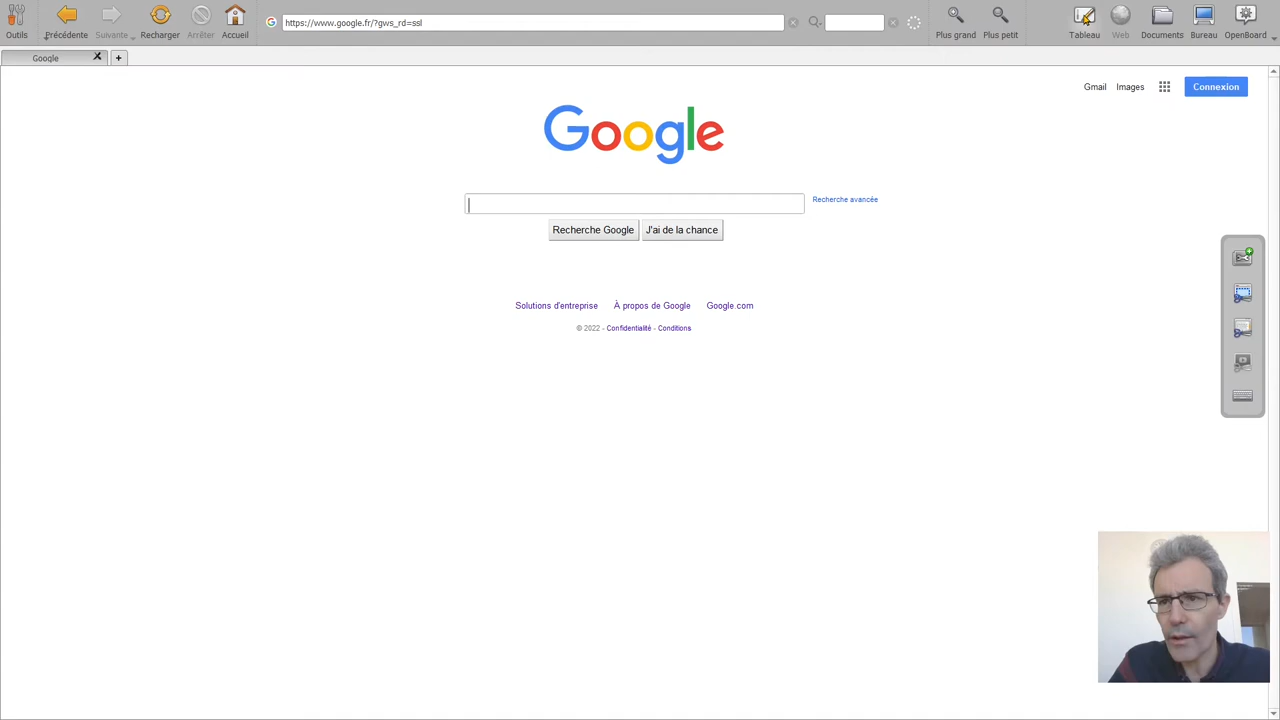 https://www.google.fr/?gws_rd=ssl
Outils
Précédente
Suivante
Recharger
Arrêter
Accueil
Plus grand
Plus petit
Tableau
Web
Documents
Bureau
OpenBoard
Google
Gmail
Images
Connexion
Google
Recherche avancée
Recherche Google
J'ai de la chance
Solutions d'entreprise
À propos de Google
Google.com
© 2022 - Confidentialité - Conditions